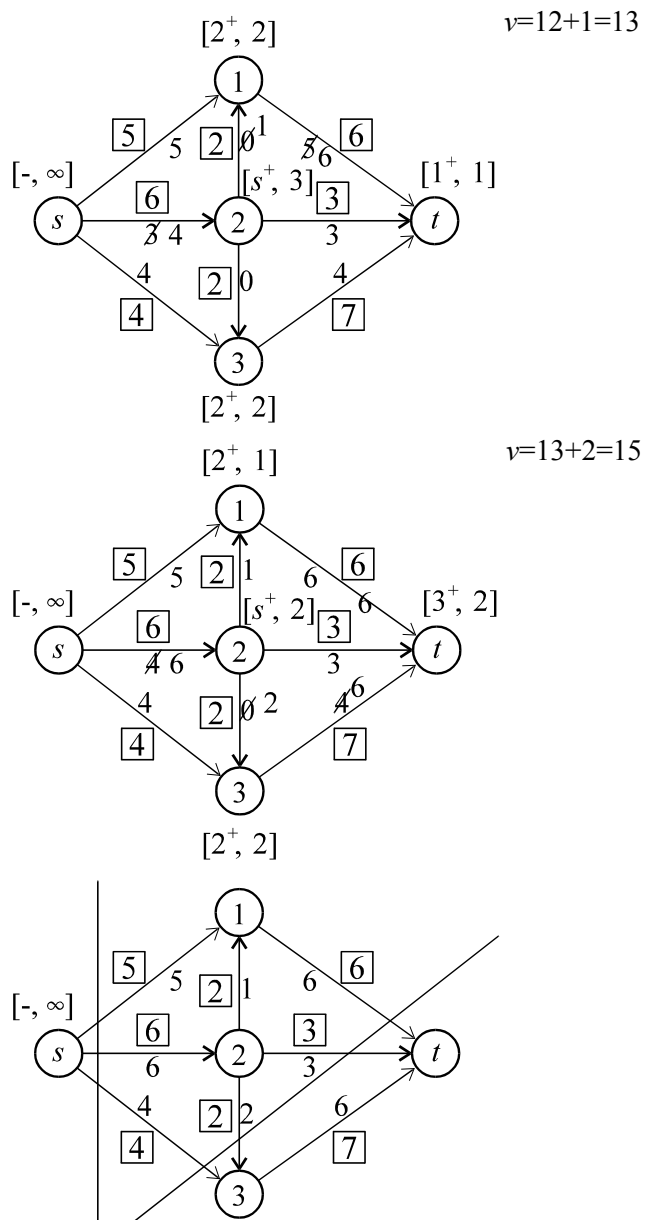 [2⁺, 2] v=12+1=13
1
5 5 2 0 1 5 6 6
[-, ∞] [s⁺, 3] [1⁺, 1]
s 6 2 3 t
3 4 3
4 2 0 4
4 7
3
[2⁺, 2]
v=13+2=15
[2⁺, 1]
1
5 5 2 1 6 6
[-, ∞] [s⁺, 2] 6 [3⁺, 2]
s 6 2 3 t
4 6 3
4 2 0 2 4 6
4 7
3
[2⁺, 2]
1
5 5 2 1 6 6
[-, ∞]
s 6 2 3 t
6 3
4 2 2 6
4 7
3